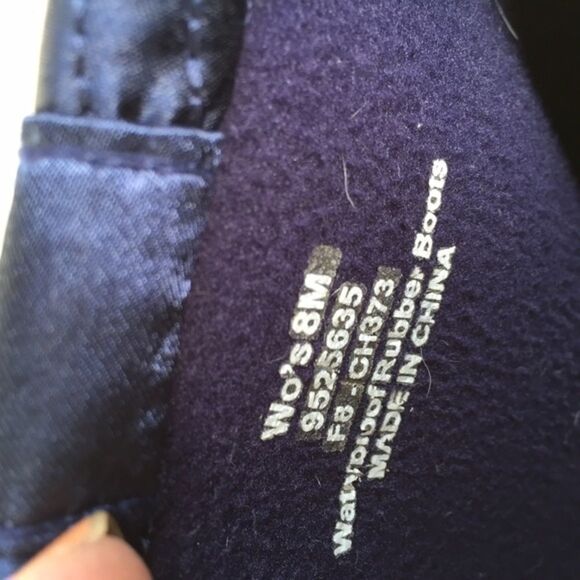 Wo's 8M
9525635
F8 - CH373
Waterproof Rubber Boots
MADE IN CHINA